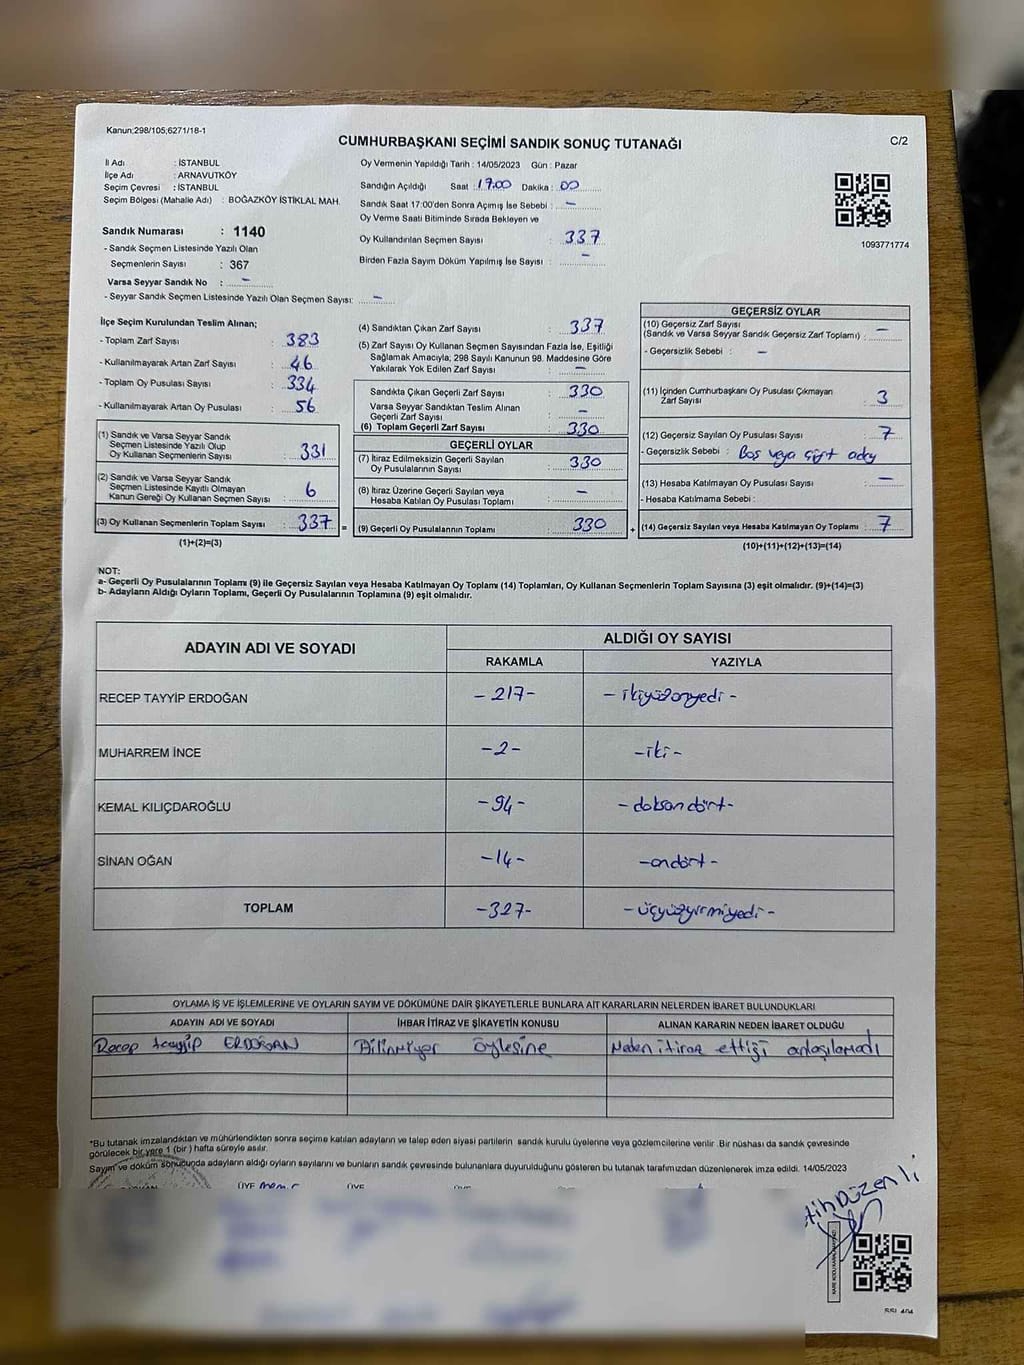 Kanun:298/105;6271/18-1
CUMHURBAŞKANI SEÇİMİ SANDIK SONUÇ TUTANAĞI
C/2
İl Adı : İSTANBUL
İlçe Adı : ARNAVUTKÖY
Seçim Çevresi : İSTANBUL
Seçim Bölgesi (Mahalle Adı) : BOĞAZKÖY İSTİKLAL MAH.
Sandık Numarası : 1140
- Sandık Seçmen Listesinde Yazılı Olan
Seçmenlerin Sayısı : 367
Varsa Seyyar Sandık No : -
- Seyyar Sandık Seçmen Listesinde Yazılı Olan Seçmen Sayısı: -
Oy Vermenin Yapıldığı Tarih : 14/05/2023 Gün : Pazar
Sandığın Açıldığı Saat : 17.00 Dakika : 00
Sandık Saat 17:00'den Sonra Açılmış İse Sebebi : -
Oy Verme Saati Bitiminde Sırada Bekleyen ve
Oy Kullandırılan Seçmen Sayısı : 337
Birden Fazla Sayım Döküm Yapılmış İse Sayısı : -
1093771774
İlçe Seçim Kurulundan Teslim Alınan;
- Toplam Zarf Sayısı : 383
- Kullanılmayarak Artan Zarf Sayısı : 46
- Toplam Oy Pusulası Sayısı : 334
- Kullanılmayarak Artan Oy Pusulası : 56
(1) Sandık ve Varsa Seyyar Sandık
Seçmen Listesinde Yazılı Olup
Oy Kullanan Seçmenlerin Sayısı : 331
(2) Sandık ve Varsa Seyyar Sandık
Seçmen Listesinde Kayıtlı Olmayan
Kanun Gereği Oy Kullanan Seçmen Sayısı : 6
(3) Oy Kullanan Seçmenlerin Toplam Sayısı : 337 =
(1)+(2)=(3)
(4) Sandıktan Çıkan Zarf Sayısı : 337
(5) Zarf Sayısı Oy Kullanan Seçmen Sayısından Fazla İse, Eşitliği
Sağlamak Amacıyla; 298 Sayılı Kanunun 98. Maddesine Göre
Yakılarak Yok Edilen Zarf Sayısı : -
Sandıkta Çıkan Geçerli Zarf Sayısı : 330
Varsa Seyyar Sandıktan Teslim Alınan
Geçerli Zarf Sayısı : -
(6) Toplam Geçerli Zarf Sayısı : 330
GEÇERLİ OYLAR
(7) İtiraz Edilmeksizin Geçerli Sayılan
Oy Pusulalarının Sayısı : 330
(8) İtiraz Üzerine Geçerli Sayılan veya
Hesaba Katılan Oy Pusulası Toplamı : -
(9) Geçerli Oy Pusulalarının Toplamı : 330 +
GEÇERSİZ OYLAR
(10) Geçersiz Zarf Sayısı
(Sandık ve Varsa Seyyar Sandık Geçersiz Zarf Toplamı) : -
- Geçersizlik Sebebi : -
(11) İçinden Cumhurbaşkanı Oy Pusulası Çıkmayan
Zarf Sayısı : 3
(12) Geçersiz Sayılan Oy Pusulası Sayısı : 7
- Geçersizlik Sebebi : Boş veya çift aday
(13) Hesaba Katılmayan Oy Pusulası Sayısı : -
- Hesaba Katılmama Sebebi :
(14) Geçersiz Sayılan veya Hesaba Katılmayan Oy Toplamı : 7
(10)+(11)+(12)+(13)=(14)
NOT:
a- Geçerli Oy Pusulalarının Toplamı (9) ile Geçersiz Sayılan veya Hesaba Katılmayan Oy Toplamı (14) Toplamları, Oy Kullanan Seçmenlerin Toplam Sayısına (3) eşit olmalıdır. (9)+(14)=(3)
b- Adayların Aldığı Oyların Toplamı, Geçerli Oy Pusulalarının Toplamına (9) eşit olmalıdır.
ADAYIN ADI VE SOYADI
ALDIĞI OY SAYISI
RAKAMLA YAZIYLA
RECEP TAYYİP ERDOĞAN -217- -ikiyüzonyedi-
MUHARREM İNCE -2- -iki-
KEMAL KILIÇDAROĞLU -94- -doksandört-
SİNAN OĞAN -14- -ondört-
TOPLAM -327- -üçyüzyirmiyedi-
OYLAMA İŞ VE İŞLEMLERİNE VE OYLARIN SAYIM VE DÖKÜMÜNE DAİR ŞİKAYETLERLE BUNLARA AİT KARARLARIN NELERDEN İBARET BULUNDUKLARI
ADAYIN ADI VE SOYADI İHBAR İTİRAZ VE ŞİKAYETİN KONUSU ALINAN KARARIN NEDEN İBARET OLDUĞU
Recep tayyip ERDOĞAN Bilinmiyor öylesine Neden itiraz ettiği anlaşılamadı
*Bu tutanak imzalandıktan ve mühürlendikten sonra seçime katılan adayların ve talep eden siyasi partilerin sandık kurulu üyelerine veya gözlemcilerine verilir .Bir nüshası da sandık çevresinde
görülecek bir yere 1 (bir ) hafta süreyle asılır.
Sayım ve döküm sonucunda adayların aldığı oyların sayılarını ve bunların sandık çevresinde bulunanlara duyurulduğunu gösteren bu tutanak tarafımızdan düzenlenerek imza edildi. 14/05/2023
ÜYE ÜYE